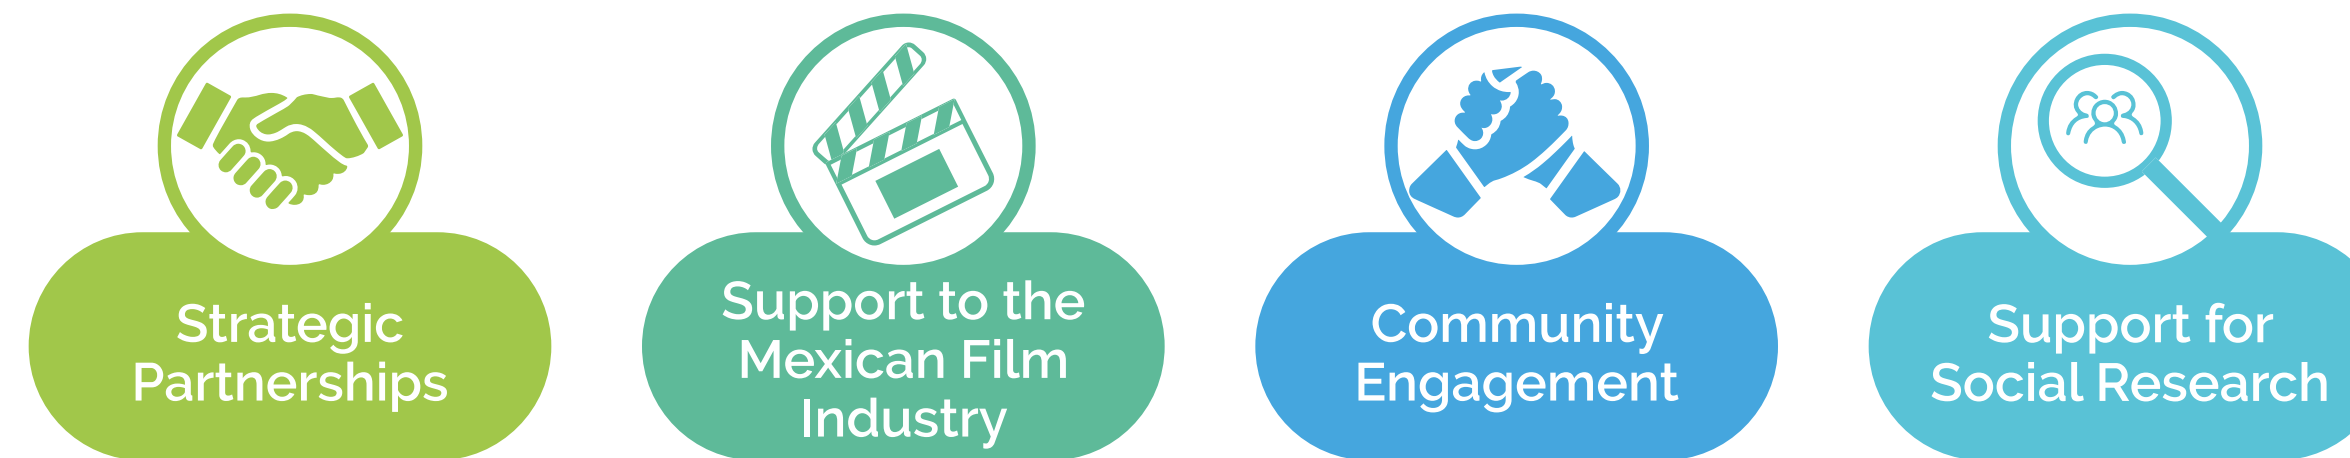 Strategic
Partnerships
Support to the
Mexican Film
Industry
Community
Engagement
Support for
Social Research